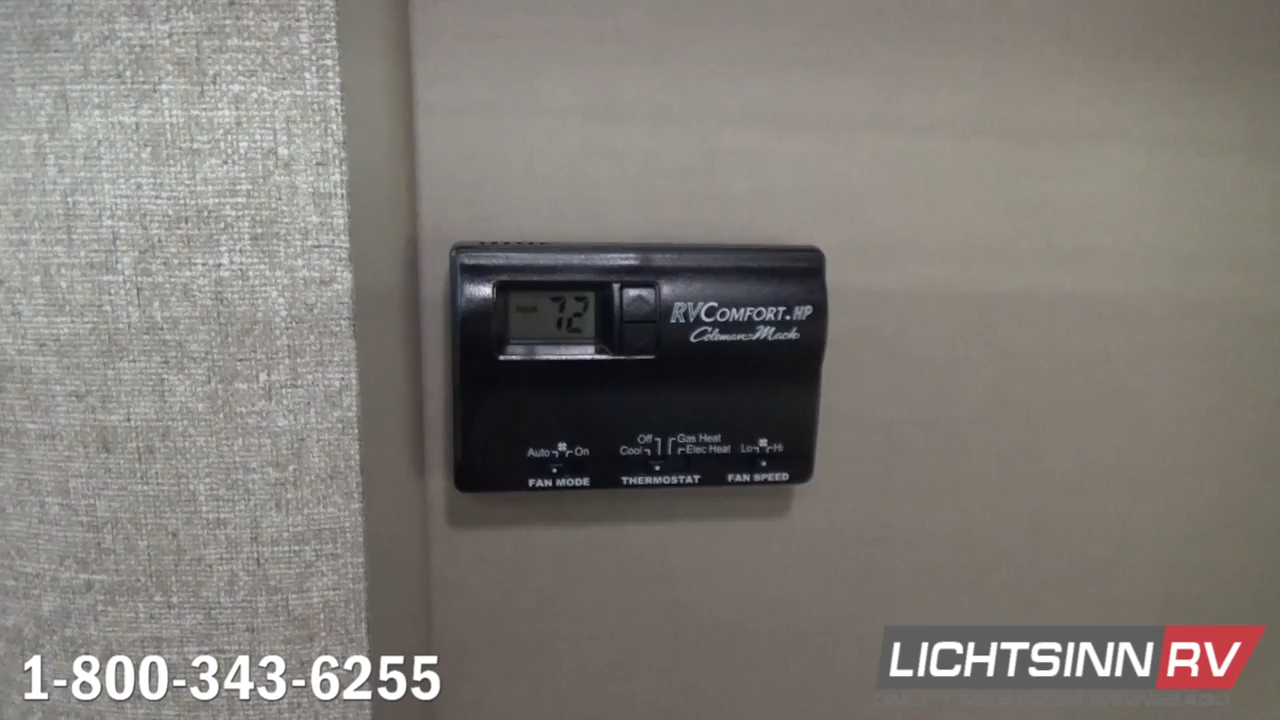 72
RVCOMFORT.HP
Coleman-Mach
Off Gas Heat
Auto On Cool Elec Heat Lo Hi
FAN MODE THERMOSTAT FAN SPEED
1-800-343-6255
LICHTSINN RV